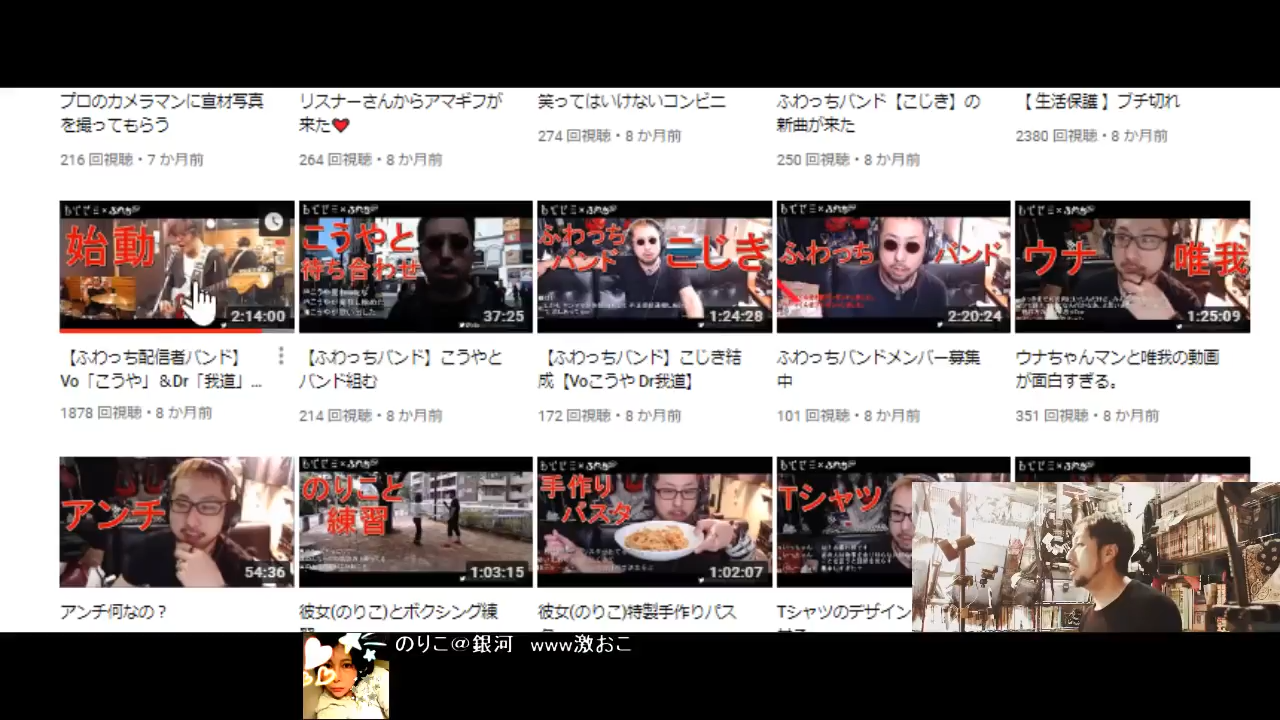 プロのカメラマンに宣材写真
を撮ってもらう
216 回視聴・7 か月前
リスナーさんからアマギフが
来た❤
264 回視聴・8 か月前
笑ってはいけないコンビニ
274 回視聴・8 か月前
ふわっちバンド【こじき】の
新曲が来た
250 回視聴・8 か月前
【 生活保護 】ブチ切れ
2380 回視聴・8 か月前
始動
2:14:00
【ふわっち配信者バンド】
Vo「こうや」＆Dr「我道」...
1878 回視聴・8 か月前
こうやと
待ち合わせ
37:25
【ふわっちバンド】こうやと
バンド組む
214 回視聴・8 か月前
ふわっち
バンド
こじき
1:24:28
【ふわっちバンド】こじき結
成【Voこうや Dr我道】
172 回視聴・8 か月前
ふわっち
バンド
2:20:24
ふわっちバンドメンバー募集
中
101 回視聴・8 か月前
ウナ
唯我
1:25:09
ウナちゃんマンと唯我の動画
が面白すぎる。
351 回視聴・8 か月前
アンチ
54:36
アンチ何なの？
のりこと
練習
1:03:15
彼女(のりこ)とボクシング練
手作り
パスタ
1:02:07
彼女(のりこ)特製手作りパス
Tシャツ
Tシャツのデザイン
のりこ@銀河　www激おこ